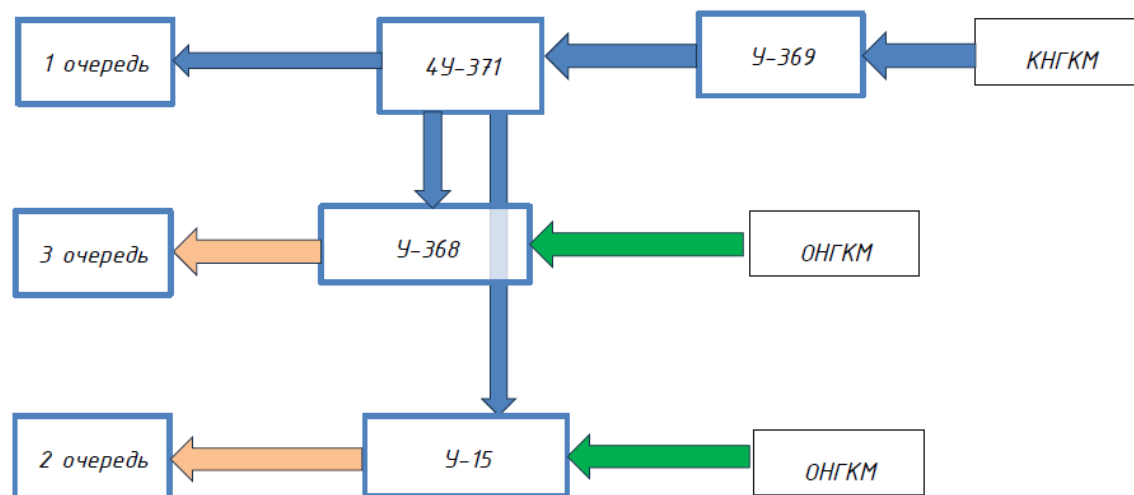 1 очередь
4У-371
У-369
КНГКМ
3 очередь
У-368
ОНГКМ
2 очередь
У-15
ОНГКМ